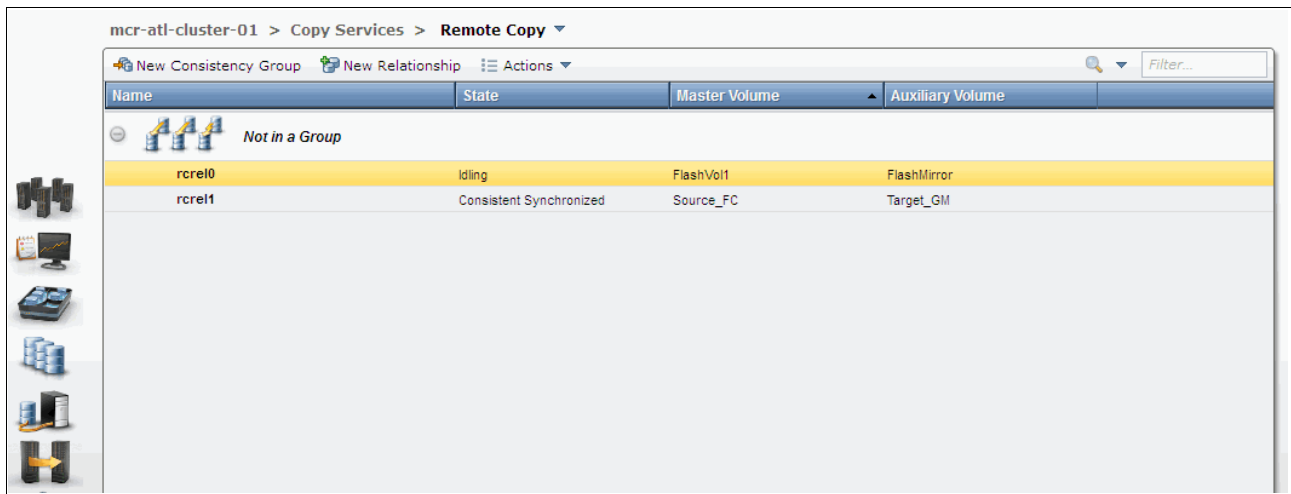 mcr-atl-cluster-01 > Copy Services > Remote Copy
New Consistency Group New Relationship Actions Filter...
Name State Master Volume Auxiliary Volume
Not in a Group
rcrel0 Idling FlashVol1 FlashMirror
rcrel1 Consistent Synchronized Source_FC Target_GM